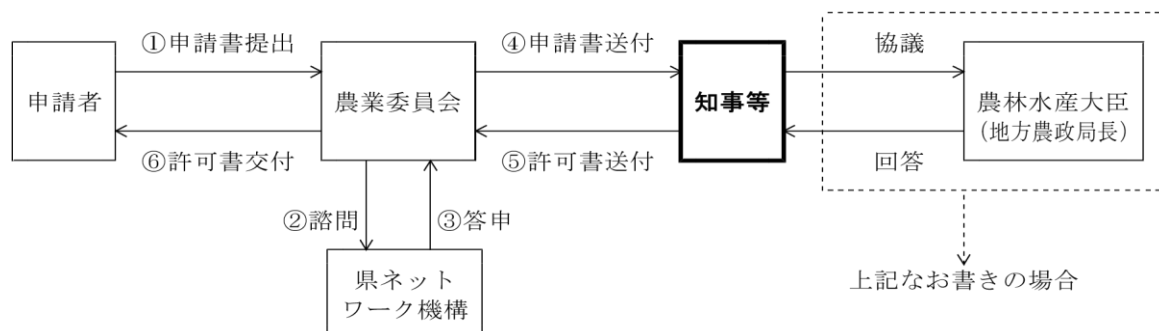 ①申請書提出
④申請書送付
協議
申請者
農業委員会
知事等
農林水産大臣
(地方農政局長)
⑥許可書交付
⑤許可書送付
回答
②諮問
③答申
県ネット
ワーク機構
上記なお書きの場合